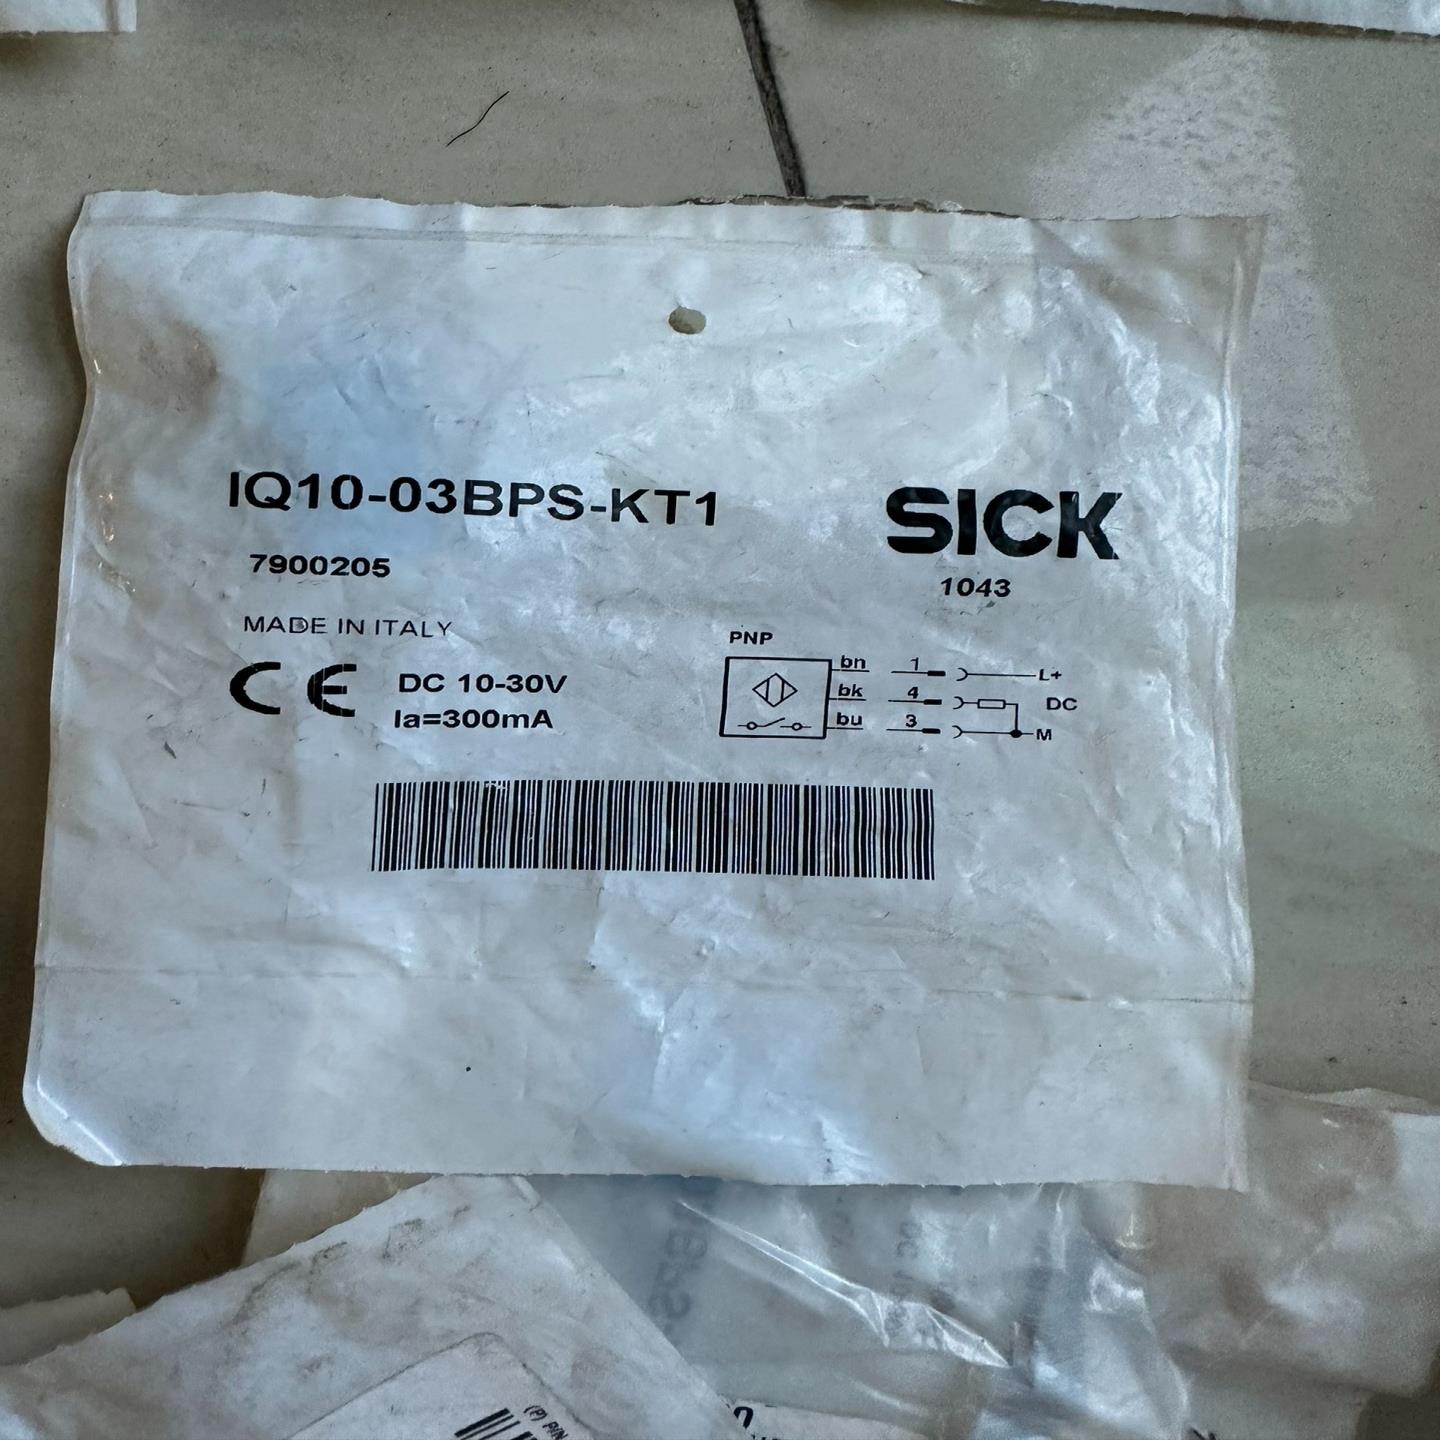 IQ10-03BPS-KT1
SICK
7900205
1043
MADE IN ITALY
CE
DC 10-30V
Ia=300mA
PNP
bn 1 L+
bk 4 DC
bu 3 M
(P) P/N